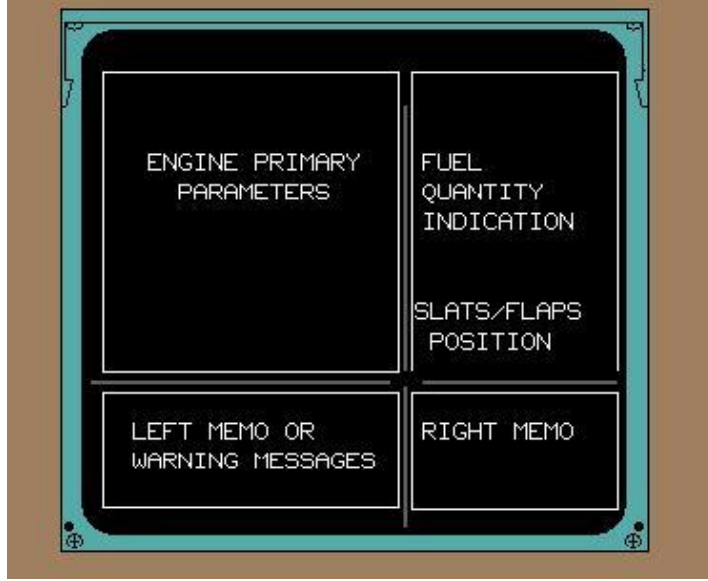 ENGINE PRIMARY
PARAMETERS
FUEL
QUANTITY
INDICATION
SLATS/FLAPS
POSITION
LEFT MEMO OR
WARNING MESSAGES
RIGHT MEMO